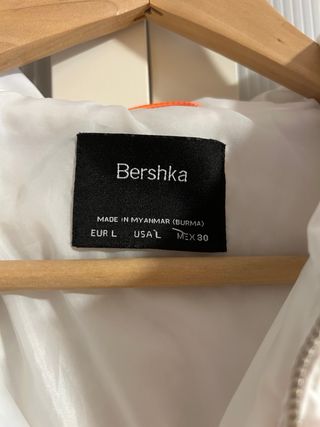 Bershka
MADE IN MYANMAR (BURMA)
EUR L USA L MEX 30